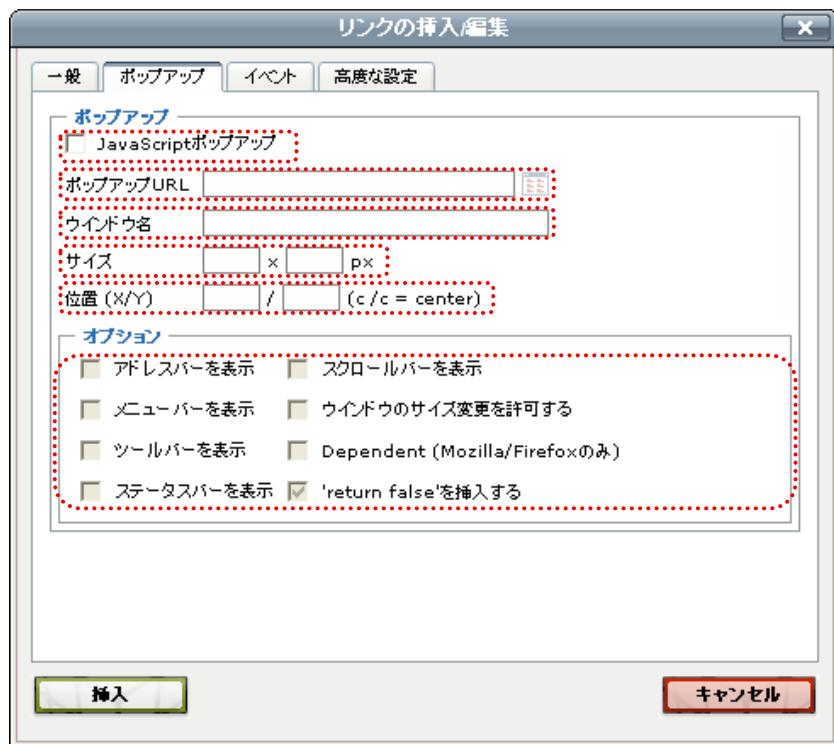 リンクの挿入/編集
一般 ポップアップ イベント 高度な設定
ポップアップ
JavaScriptポップアップ
ポップアップURL
ウインドウ名
サイズ x px
位置 (X/Y) / (c /c = center)
オプション
アドレスバーを表示 スクロールバーを表示
メニューバーを表示 ウインドウのサイズ変更を許可する
ツールバーを表示 Dependent (Mozilla/Firefoxのみ)
ステータスバーを表示 'return false'を挿入する
挿入 キャンセル